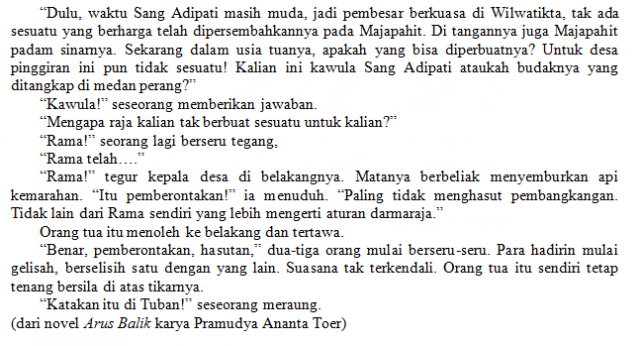 “Dulu, waktu Sang Adipati masih muda, jadi pembesar berkuasa di Wilwatikta, tak ada
sesuatu yang berharga telah dipersembahkannya pada Majapahit. Di tangannya juga Majapahit
padam sinarnya. Sekarang dalam usia tuanya, apakah yang bisa diperbuatnya? Untuk desa
pinggiran ini pun tidak sesuatu! Kalian ini kawula Sang Adipati ataukah budaknya yang
ditangkap di medan perang?”
“Kawula!” seseorang memberikan jawaban.
“Mengapa raja kalian tak berbuat sesuatu untuk kalian?”
“Rama!” seorang lagi berseru tegang,
“Rama telah….”
“Rama!” tegur kepala desa di belakangnya. Matanya berbeliak menyemburkan api
kemarahan. “Itu pemberontakan!” ia menuduh. “Paling tidak menghasut pembangkangan.
Tidak lain dari Rama sendiri yang lebih mengerti aturan darmaraja.”
Orang tua itu menoleh ke belakang dan tertawa.
“Benar, pemberontakan, hasutan,” dua-tiga orang mulai berseru-seru. Para hadirin mulai
gelisah, berselisih satu dengan yang lain. Suasana tak terkendali. Orang tua itu sendiri tetap
tenang bersila di atas tikarnya.
“Katakan itu di Tuban!” seseorang meraung.
(dari novel Arus Balik karya Pramudya Ananta Toer)